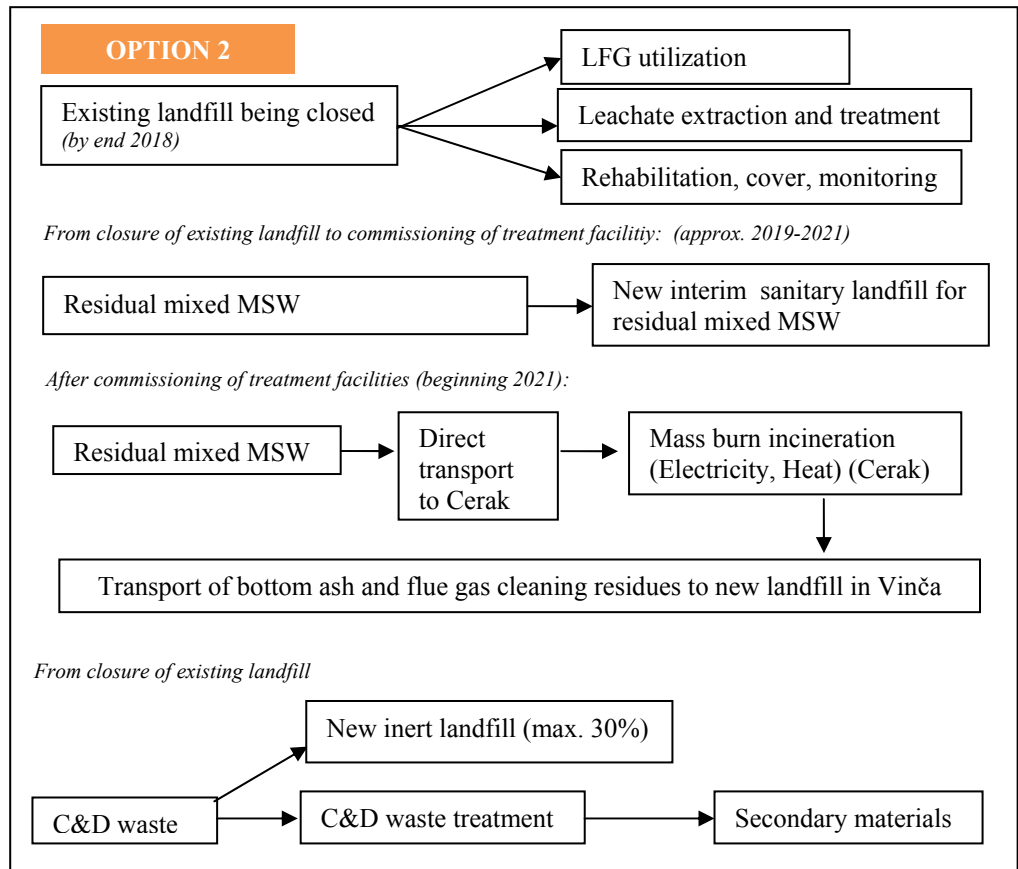 OPTION 2
LFG utilization
Existing landfill being closed
(by end 2018)
Leachate extraction and treatment
Rehabilitation, cover, monitoring
From closure of existing landfill to commissioning of treatment facilitiy: (approx. 2019-2021)
Residual mixed MSW
New interim sanitary landfill for
residual mixed MSW
After commissioning of treatment facilities (beginning 2021):
Residual mixed MSW
Direct
transport
to Cerak
Mass burn incineration
(Electricity, Heat) (Cerak)
Transport of bottom ash and flue gas cleaning residues to new landfill in Vinča
From closure of existing landfill
New inert landfill (max. 30%)
C&D waste
C&D waste treatment
Secondary materials